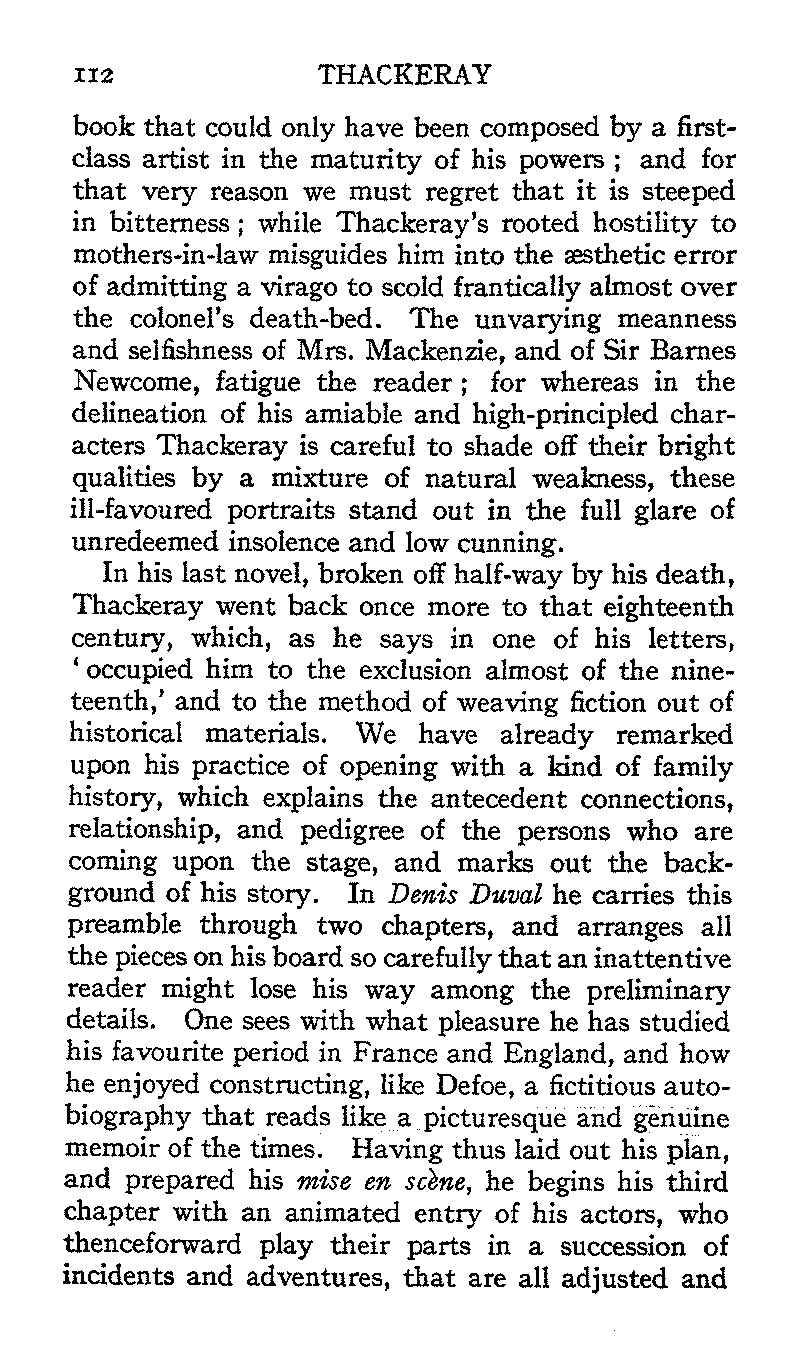 112 THACKERAY
book that could only have been composed by a first-
class artist in the maturity of his powers ; and for
that very reason we must regret that it is steeped
in bitterness ; while Thackeray's rooted hostility to
mothers-in-law misguides him into the æsthetic error
of admitting a virago to scold frantically almost over
the colonel's death-bed. The unvarying meanness
and selfishness of Mrs. Mackenzie, and of Sir Barnes
Newcome, fatigue the reader ; for whereas in the
delineation of his amiable and high-principled char-
acters Thackeray is careful to shade off their bright
qualities by a mixture of natural weakness, these
ill-favoured portraits stand out in the full glare of
unredeemed insolence and low cunning.
In his last novel, broken off half-way by his death,
Thackeray went back once more to that eighteenth
century, which, as he says in one of his letters,
' occupied him to the exclusion almost of the nine-
teenth,' and to the method of weaving fiction out of
historical materials. We have already remarked
upon his practice of opening with a kind of family
history, which explains the antecedent connections,
relationship, and pedigree of the persons who are
coming upon the stage, and marks out the back-
ground of his story. In Denis Duval he carries this
preamble through two chapters, and arranges all
the pieces on his board so carefully that an inattentive
reader might lose his way among the preliminary
details. One sees with what pleasure he has studied
his favourite period in France and England, and how
he enjoyed constructing, like Defoe, a fictitious auto-
biography that reads like a picturesque and genuine
memoir of the times. Having thus laid out his plan,
and prepared his mise en scène, he begins his third
chapter with an animated entry of his actors, who
thenceforward play their parts in a succession of
incidents and adventures, that are all adjusted and